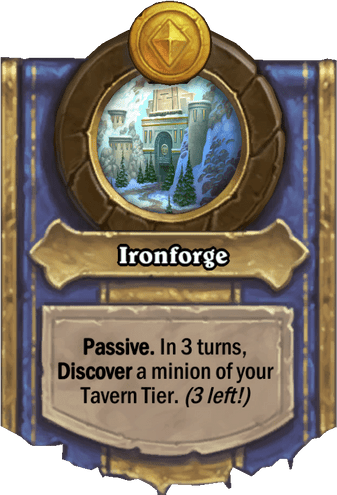 Ironforge
Passive. In 3 turns,
Discover a minion of your
Tavern Tier. (3 left!)